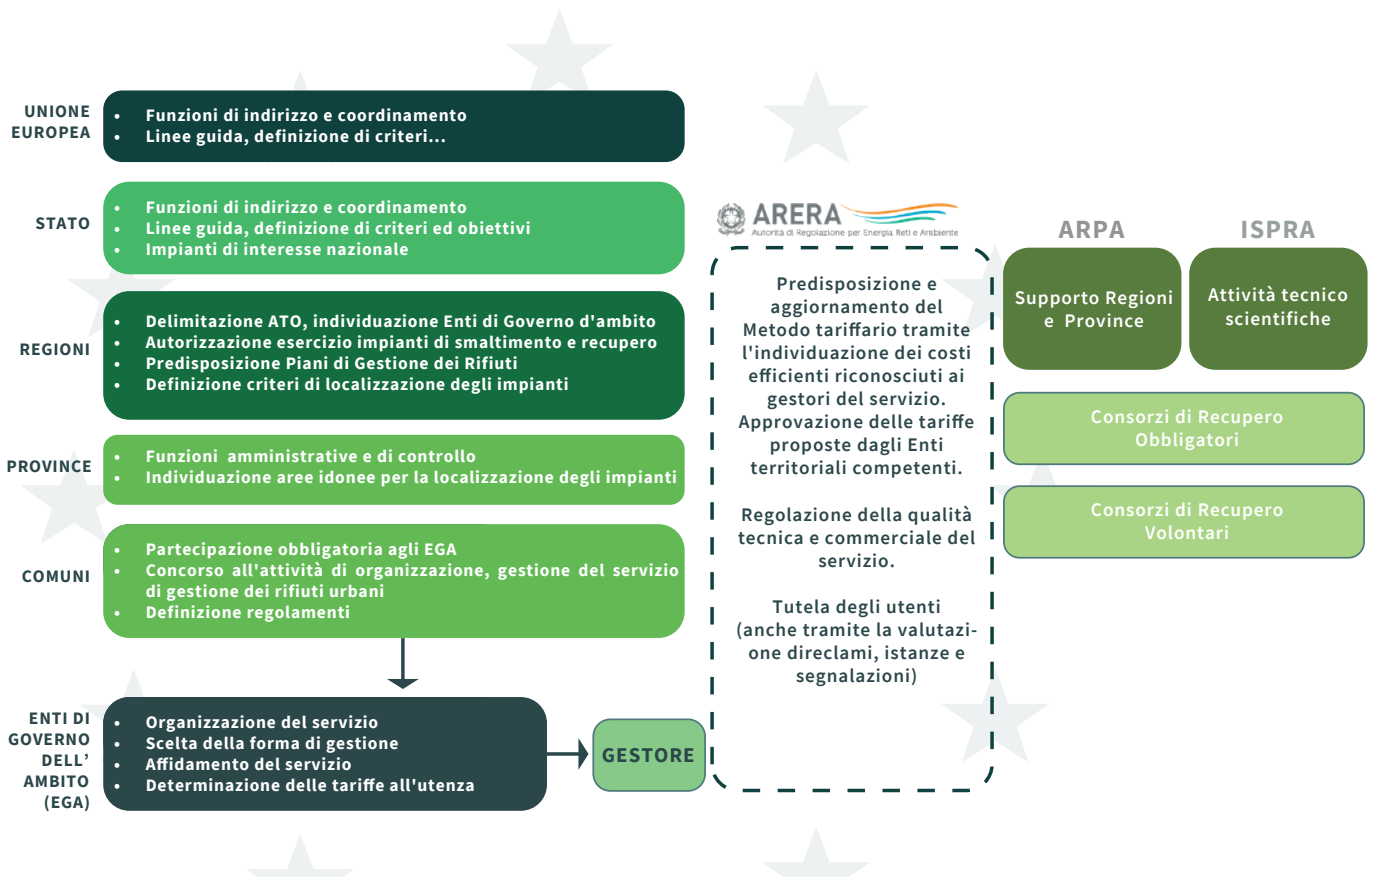 UNIONE
EUROPEA
• Funzioni di indirizzo e coordinamento
• Linee guida, definizione di criteri...
STATO
• Funzioni di indirizzo e coordinamento
• Linee guida, definizione di criteri ed obiettivi
• Impianti di interesse nazionale
REGIONI
• Delimitazione ATO, individuazione Enti di Governo d'ambito
• Autorizzazione esercizio impianti di smaltimento e recupero
• Predisposizione Piani di Gestione dei Rifiuti
• Definizione criteri di localizzazione degli impianti
PROVINCE
• Funzioni amministrative e di controllo
• Individuazione aree idonee per la localizzazione degli impianti
COMUNI
• Partecipazione obbligatoria agli EGA
• Concorso all'attività di organizzazione, gestione del servizio
di gestione dei rifiuti urbani
• Definizione regolamenti
ENTI DI
GOVERNO
DELL’
AMBITO
(EGA)
• Organizzazione del servizio
• Scelta della forma di gestione
• Affidamento del servizio
• Determinazione delle tariffe all'utenza
GESTORE
ARERA
Autorità di Regolazione per Energia Reti e Ambiente
Predisposizione e
aggiornamento del
Metodo tariffario tramite
l'individuazione dei costi
efficienti riconosciuti ai
gestori del servizio.
Approvazione delle tariffe
proposte dagli Enti
territoriali competenti.
Regolazione della qualità
tecnica e commerciale del
servizio.
Tutela degli utenti
(anche tramite la valutazi-
one direclami, istanze e
segnalazioni)
ARPA
Supporto Regioni
e Province
ISPRA
Attività tecnico
scientifiche
Consorzi di Recupero
Obbligatori
Consorzi di Recupero
Volontari